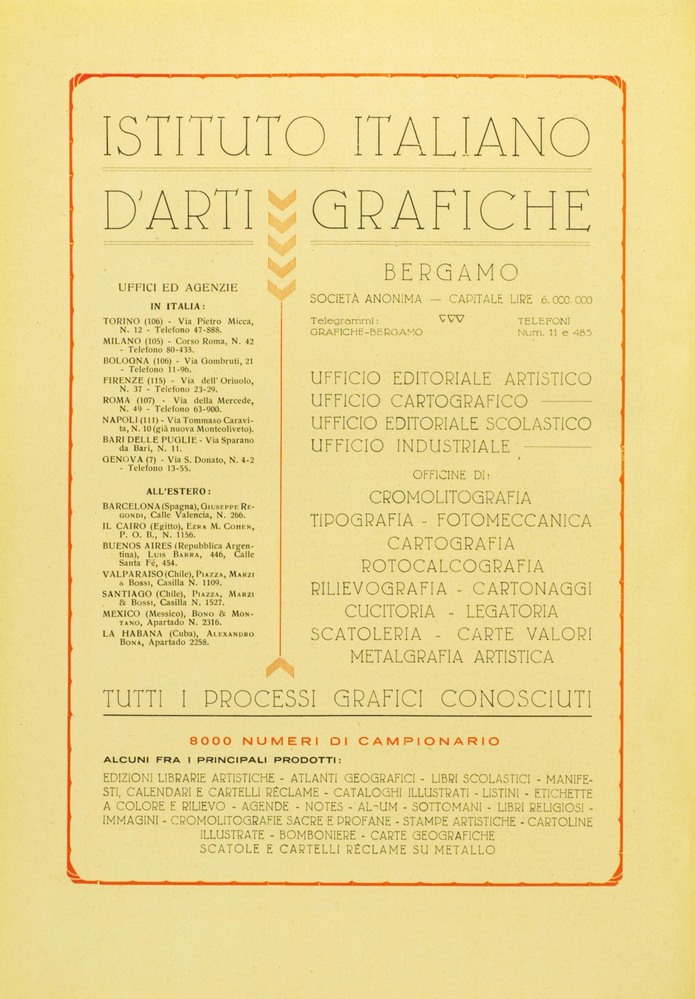 ISTITUTO ITALIANO
D'ARTI GRAFICHE
UFFICI ED AGENZIE
IN ITALIA:
TORINO (106) - Via Pietro Micca,
N. 12 - Telefono 47-888.
MILANO (105) - Corso Roma, N. 42
- Telefono 80-433.
BOLOGNA (106) - Via Gombruti, 21
- Telefono 11-96.
FIRENZE (115) - Via dell' Oriuolo,
N. 37 - Telefono 23-29.
ROMA (107) - Via della Mercede,
N. 49 - Telefono 63-900.
NAPOLI (111) - Via Tommaso Caravi-
ta, N. 10 (già nuova Monteoliveto).
BARI DELLE PUGLIE - Via Sparano
da Bari, N. 11.
GENOVA (7) - Via S. Donato, N. 4-2
- Telefono 13-55.
ALL'ESTERO:
BARCELONA (Spagna), GIUSEPPE RE-
GONDI, Calle Valencia, N. 266.
IL CAIRO (Egitto), EZRA M. COHEN,
P. O. B., N. 1156.
BUENOS AIRES (Repubblica Argen-
tina), LUIS BARRA, 446, Calle
Santa Fé, 454.
VALPARAISO (Chile), PIAZZA, MARZI
& BOSSI, Casilla N. 1109.
SANTIAGO (Chile), PIAZZA, MARZI
& BOSSI, Casilla N. 1527.
MEXICO (Messico), BONO & MON-
TANO, Apartado N. 2316.
LA HABANA (Cuba), ALEXANDRO
BONA, Apartado 2258.
BERGAMO
SOCIETÀ ANONIMA — CAPITALE LIRE 6.000.000
Telegrammi: TELEFONI
GRAFICHE-BERGAMO Num. 11 e 485
UFFICIO EDITORIALE ARTISTICO
UFFICIO CARTOGRAFICO
UFFICIO EDITORIALE SCOLASTICO
UFFICIO INDUSTRIALE
OFFICINE DI:
CROMOLITOGRAFIA
TIPOGRAFIA - FOTOMECCANICA
CARTOGRAFIA
ROTOCALCOGRAFIA
RILIEVOGRAFIA - CARTONAGGI
CUCITORIA - LEGATORIA
SCATOLERIA - CARTE VALORI
METALGRAFIA ARTISTICA
TUTTI I PROCESSI GRAFICI CONOSCIUTI
8000 NUMERI DI CAMPIONARIO
ALCUNI FRA I PRINCIPALI PRODOTTI:
EDIZIONI LIBRARIE ARTISTICHE - ATLANTI GEOGRAFICI - LIBRI SCOLASTICI - MANIFE-
STI, CALENDARI E CARTELLI RÉCLAME - CATALOGHI ILLUSTRATI - LISTINI - ETICHETTE
A COLORE E RILIEVO - AGENDE - NOTES - ALBUM - SOTTOMANI - LIBRI RELIGIOSI -
IMMAGINI - CROMOLITOGRAFIE SACRE E PROFANE - STAMPE ARTISTICHE - CARTOLINE
ILLUSTRATE - BOMBONIERE - CARTE GEOGRAFICHE
SCATOLE E CARTELLI RÉCLAME SU METALLO